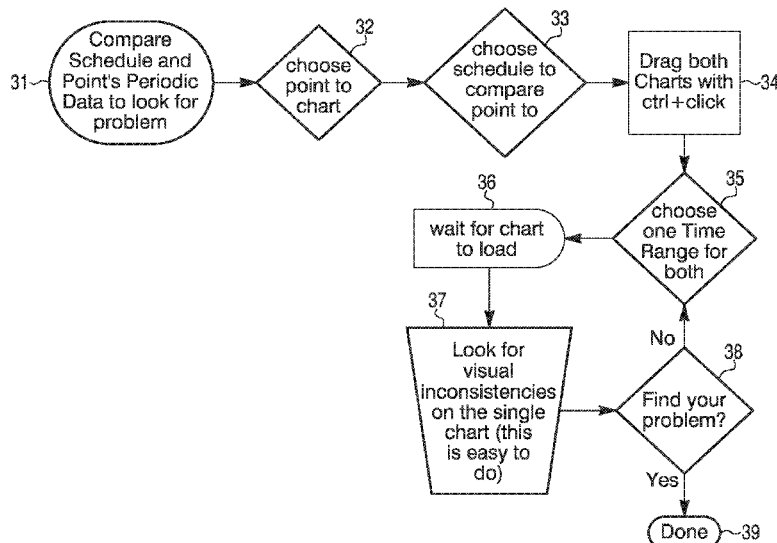 31
Compare
Schedule and
Point's Periodic
Data to look for
problem
32
choose
point to
chart
33
choose
schedule to
compare
point to
Drag both
Charts with
ctrl+click
34
35
choose
one Time
Range for
both
36
wait for chart
to load
37
Look for
visual
inconsistencies
on the single
chart (this
is easy to
do)
No
38
Find your
problem?
Yes
Done
39